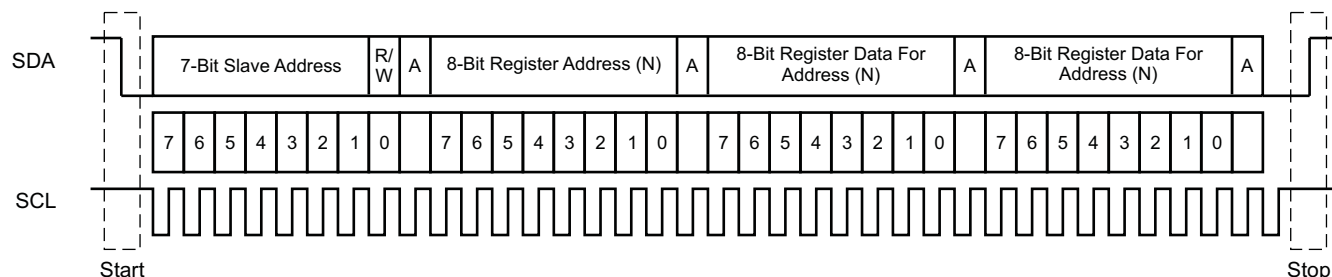 SDA
7-Bit Slave Address
R/
W
A
8-Bit Register Address (N)
A
8-Bit Register Data For
Address (N)
A
8-Bit Register Data For
Address (N)
A
7 6 5 4 3 2 1 0 7 6 5 4 3 2 1 0 7 6 5 4 3 2 1 0 7 6 5 4 3 2 1 0
SCL
Start
Stop